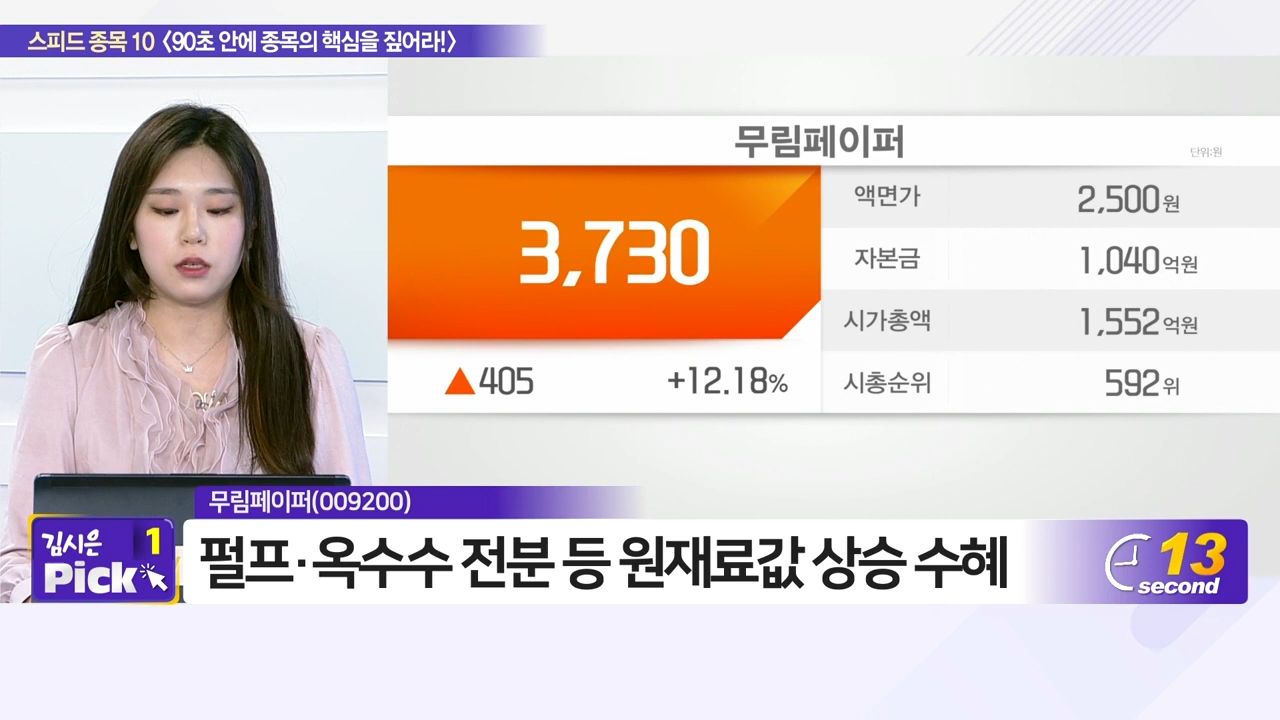 스피드 종목 10 〈90초 안에 종목의 핵심을 짚어라!〉
무림페이퍼
단위:원
3,730
▲405 +12.18%
액면가 2,500원
자본금 1,040억원
시가총액 1,552억원
시총순위 592위
무림페이퍼(009200)
김시은 1
Pick
펄프·옥수수 전분 등 원재료값 상승 수혜
13
second